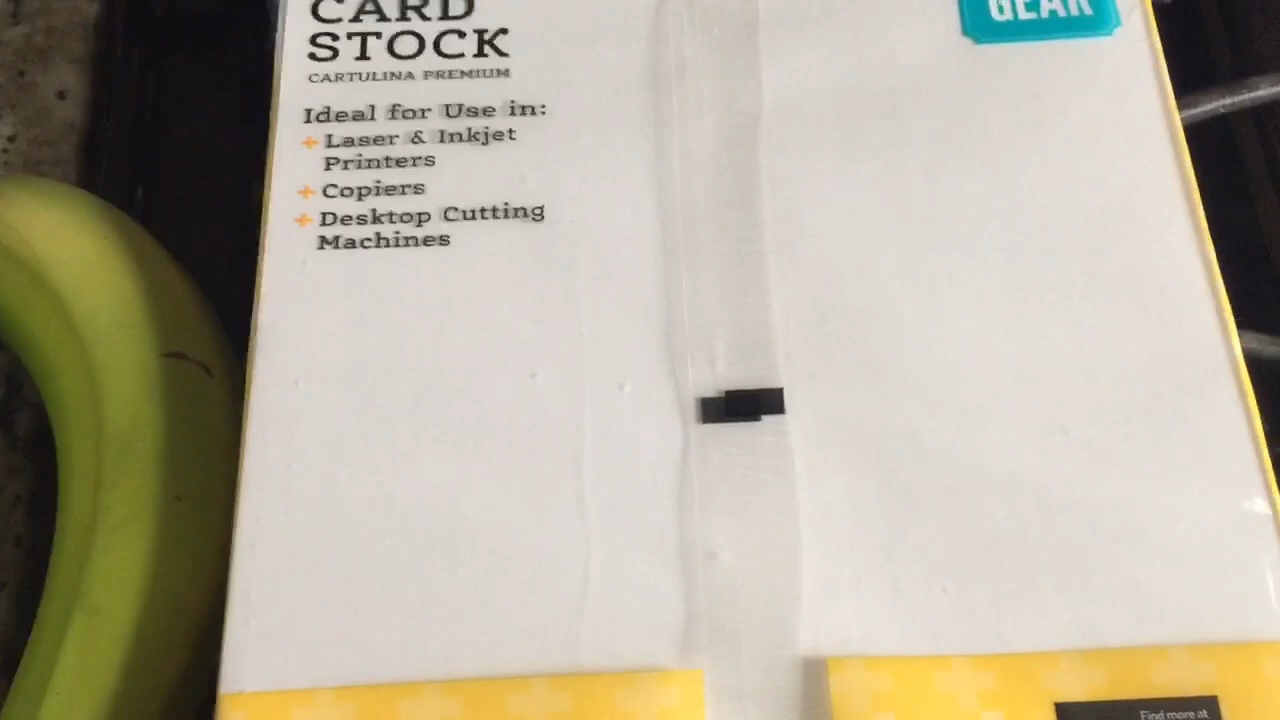 CARD
STOCK
CARTULINA PREMIUM
GEAR
Ideal for Use in:
+ Laser & Inkjet
Printers
+ Copiers
+ Desktop Cutting
Machines
Find more at